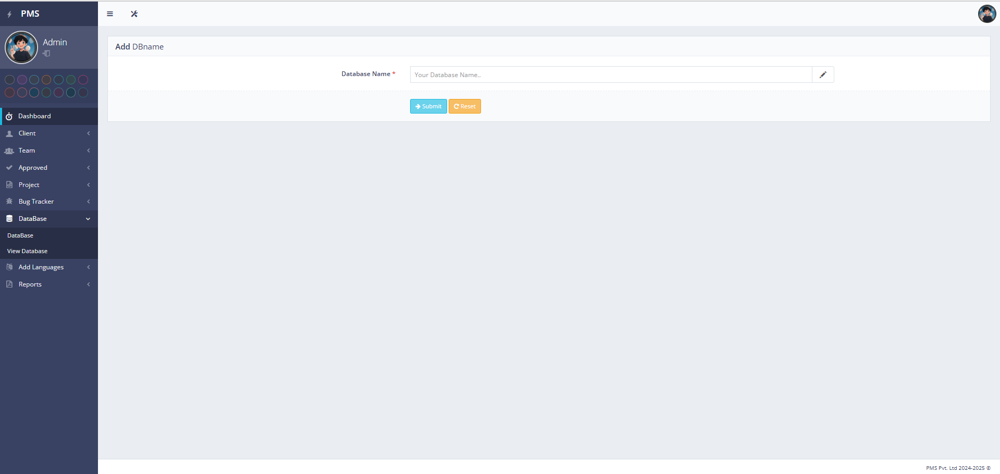 PMS
Admin
Dashboard
Client
Team
Approved
Project
Bug Tracker
DataBase
DataBase
View Database
Add Languages
Reports
Add DBname
Database Name *
Your Database Name..
Submit
Reset
PMS Pvt. Ltd 2024-2025 ©